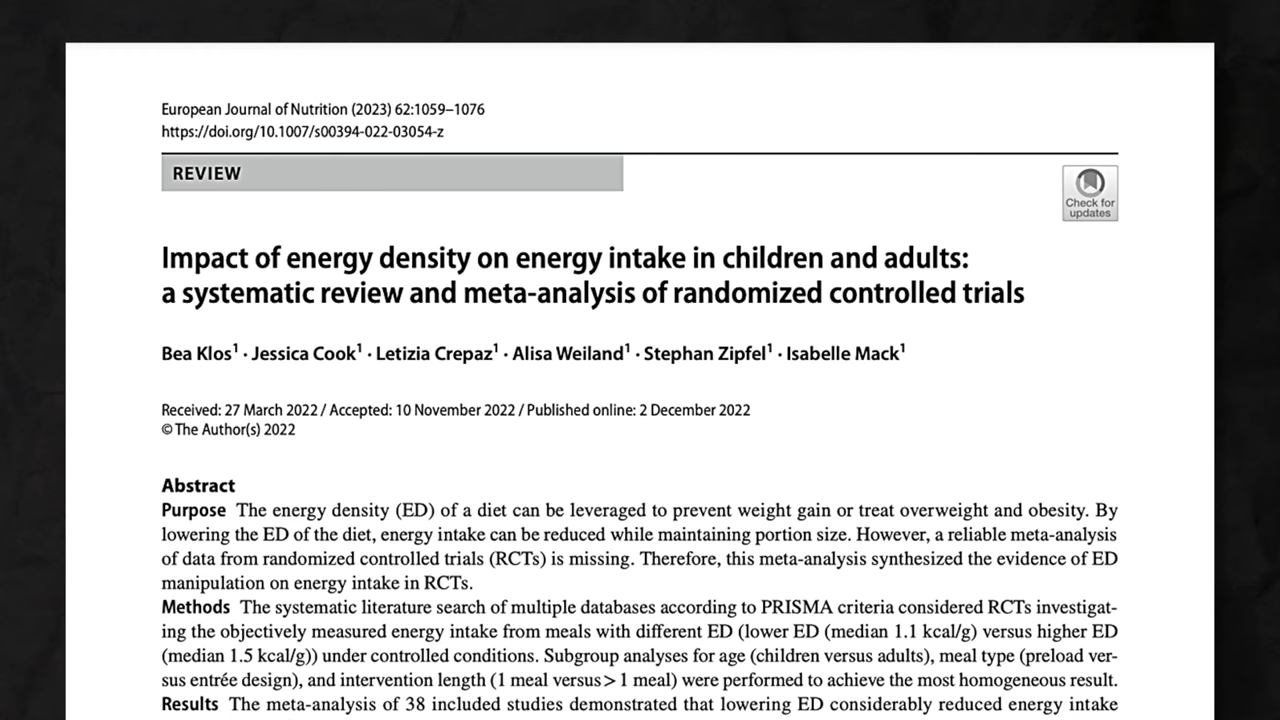 European Journal of Nutrition (2023) 62:1059–1076
https://doi.org/10.1007/s00394-022-03054-z
REVIEW
Check for
updates
Impact of energy density on energy intake in children and adults:
a systematic review and meta-analysis of randomized controlled trials
Bea Klos¹ · Jessica Cook¹ · Letizia Crepaz¹ · Alisa Weiland¹ · Stephan Zipfel¹ · Isabelle Mack¹
Received: 27 March 2022 / Accepted: 10 November 2022 / Published online: 2 December 2022
© The Author(s) 2022
Abstract
Purpose The energy density (ED) of a diet can be leveraged to prevent weight gain or treat overweight and obesity. By
lowering the ED of the diet, energy intake can be reduced while maintaining portion size. However, a reliable meta-analysis
of data from randomized controlled trials (RCTs) is missing. Therefore, this meta-analysis synthesized the evidence of ED
manipulation on energy intake in RCTs.
Methods The systematic literature search of multiple databases according to PRISMA criteria considered RCTs investigat-
ing the objectively measured energy intake from meals with different ED (lower ED (median 1.1 kcal/g) versus higher ED
(median 1.5 kcal/g)) under controlled conditions. Subgroup analyses for age (children versus adults), meal type (preload ver-
sus entrée design), and intervention length (1 meal versus > 1 meal) were performed to achieve the most homogeneous result.
Results The meta-analysis of 38 included studies demonstrated that lowering ED considerably reduced energy intake